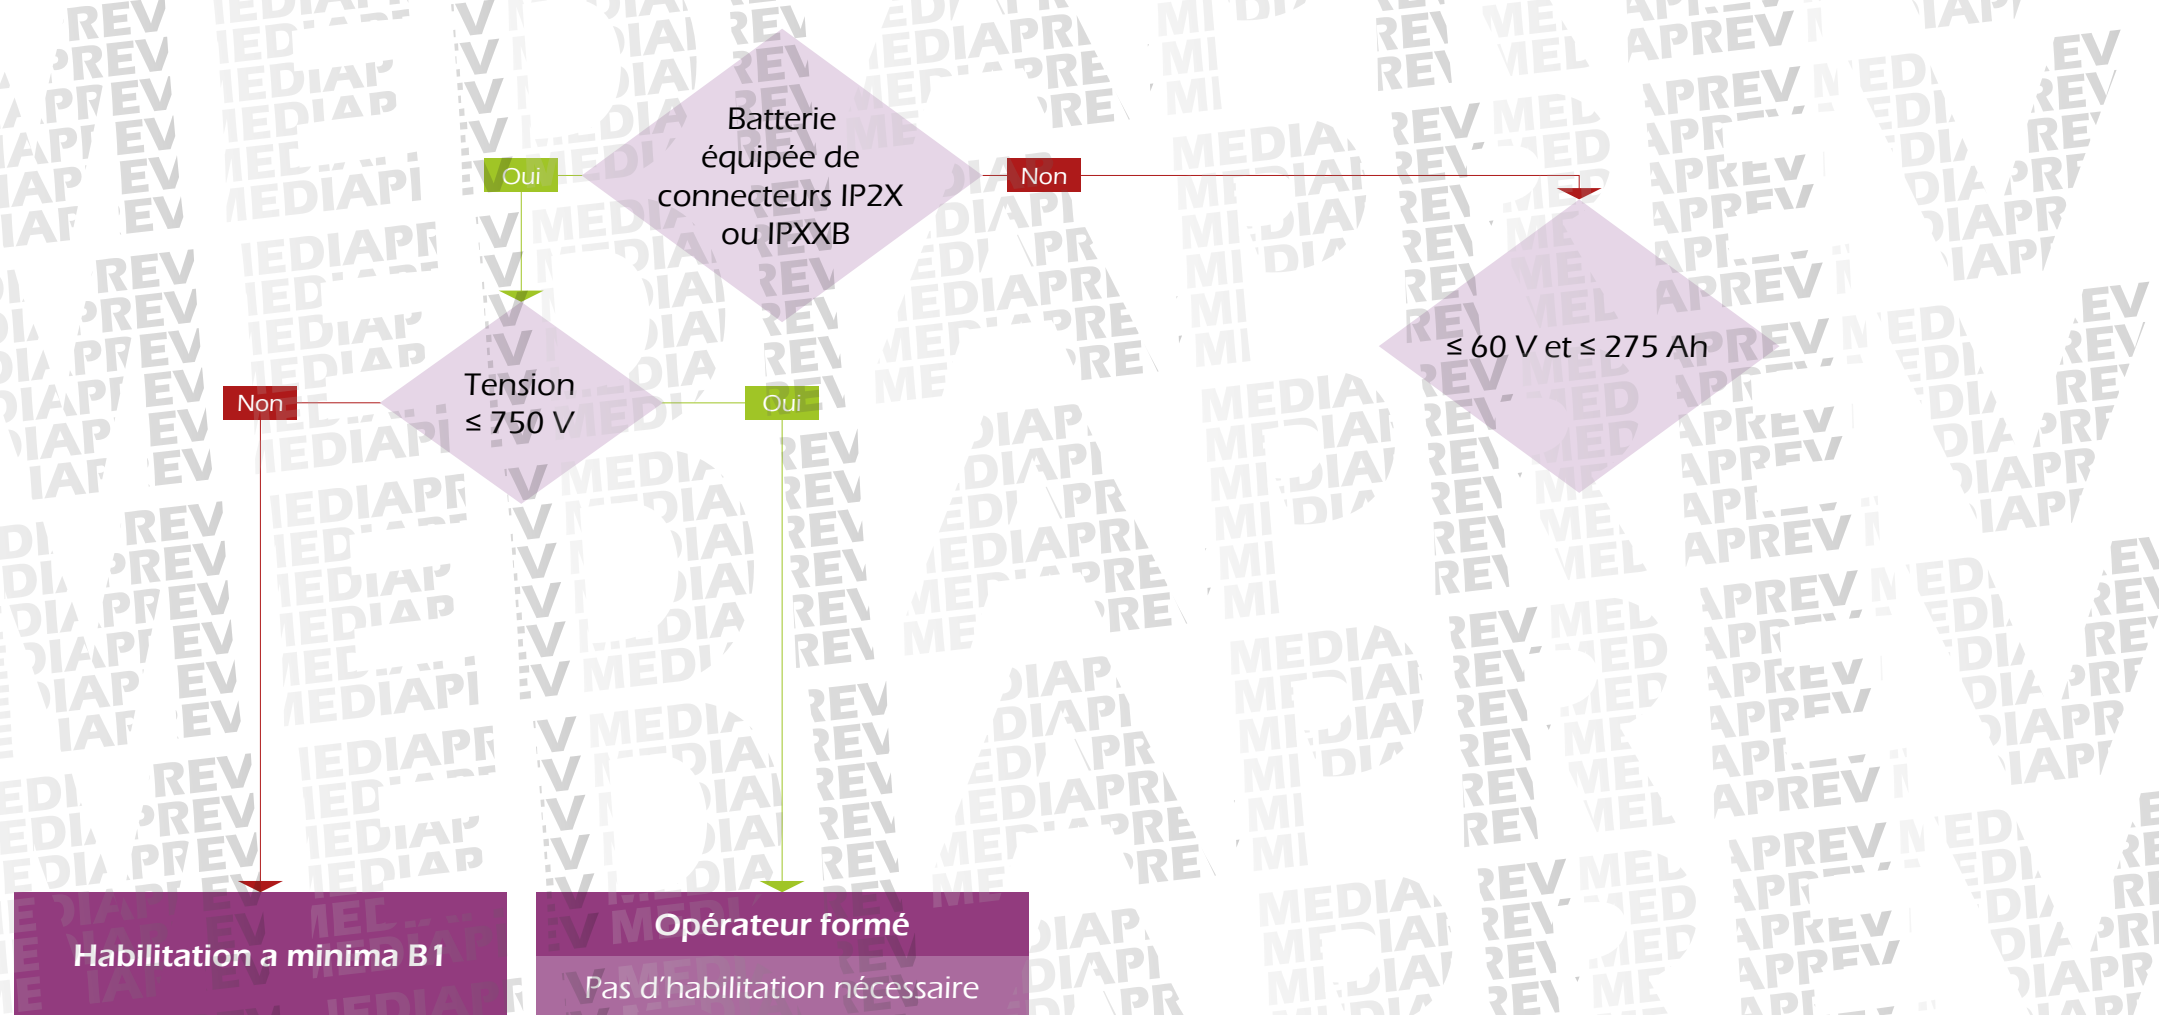 Batterie
équipée de
connecteurs IP2X
ou IPXXB
Oui
Non
Tension
≤ 750 V
≤ 60 V et ≤ 275 Ah
Non
Oui
Habilitation a minima B1
Opérateur formé
Pas d'habilitation nécessaire